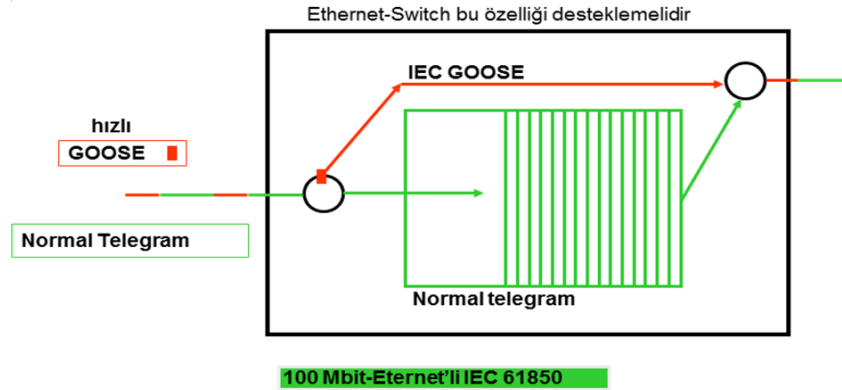 Ethernet-Switch bu özelliği desteklemelidir
IEC GOOSE
hızlı
GOOSE
Normal Telegram
Normal telegram
100 Mbit-Eternet'li IEC 61850